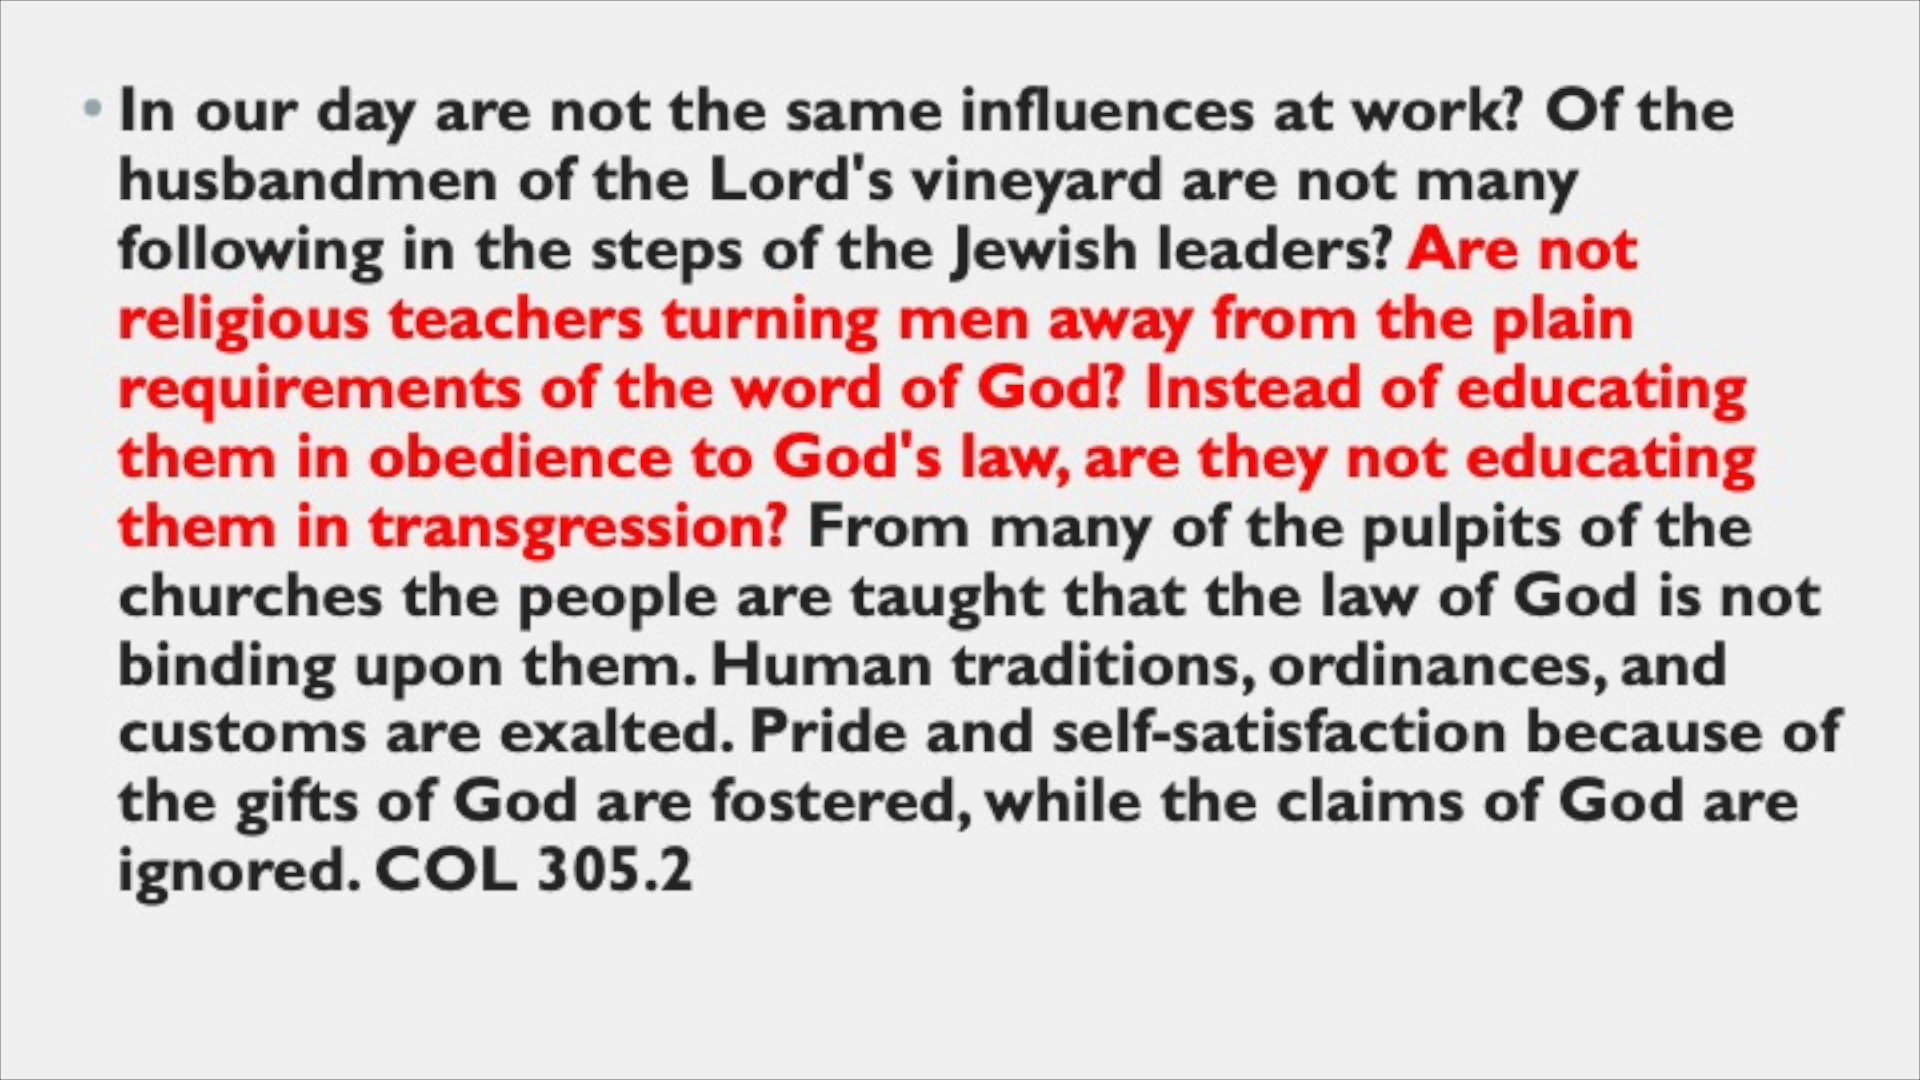 • In our day are not the same influences at work? Of the
husbandmen of the Lord's vineyard are not many
following in the steps of the Jewish leaders? Are not
religious teachers turning men away from the plain
requirements of the word of God? Instead of educating
them in obedience to God's law, are they not educating
them in transgression? From many of the pulpits of the
churches the people are taught that the law of God is not
binding upon them. Human traditions, ordinances, and
customs are exalted. Pride and self-satisfaction because of
the gifts of God are fostered, while the claims of God are
ignored. COL 305.2